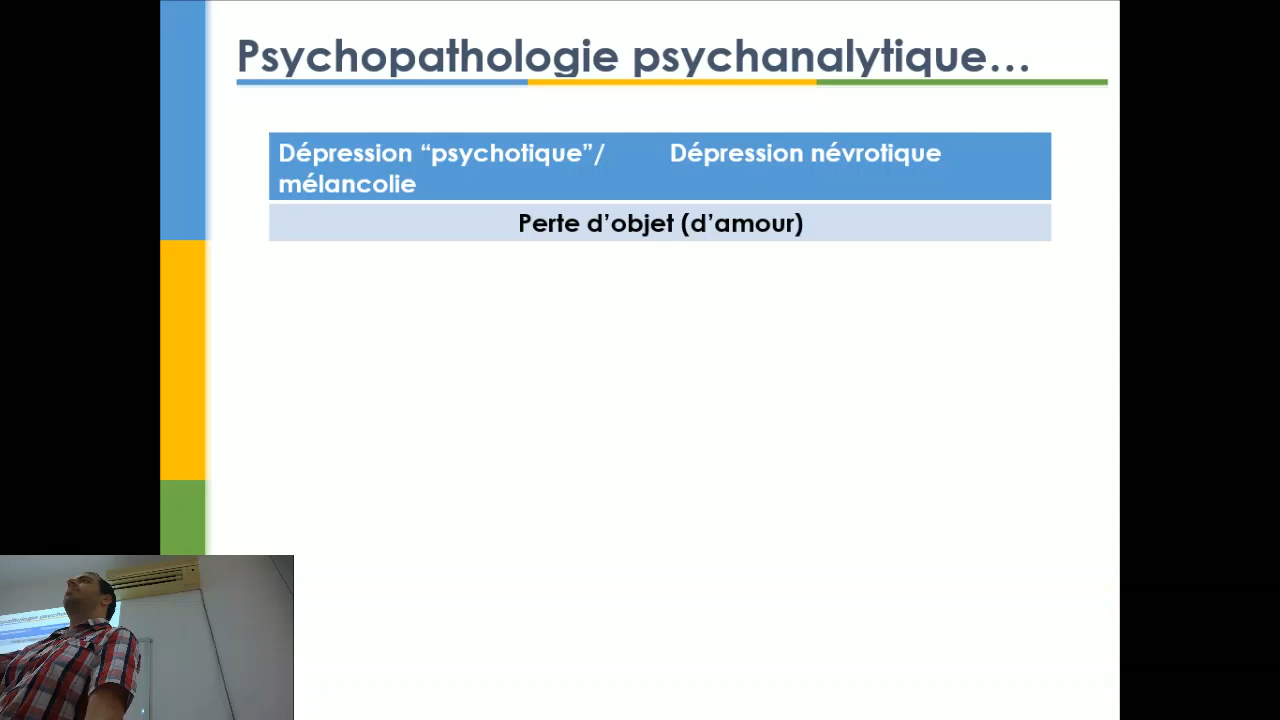 Psychopathologie psychanalytique…
Dépression “psychotique”/
mélancolie
Dépression névrotique
Perte d’objet (d’amour)